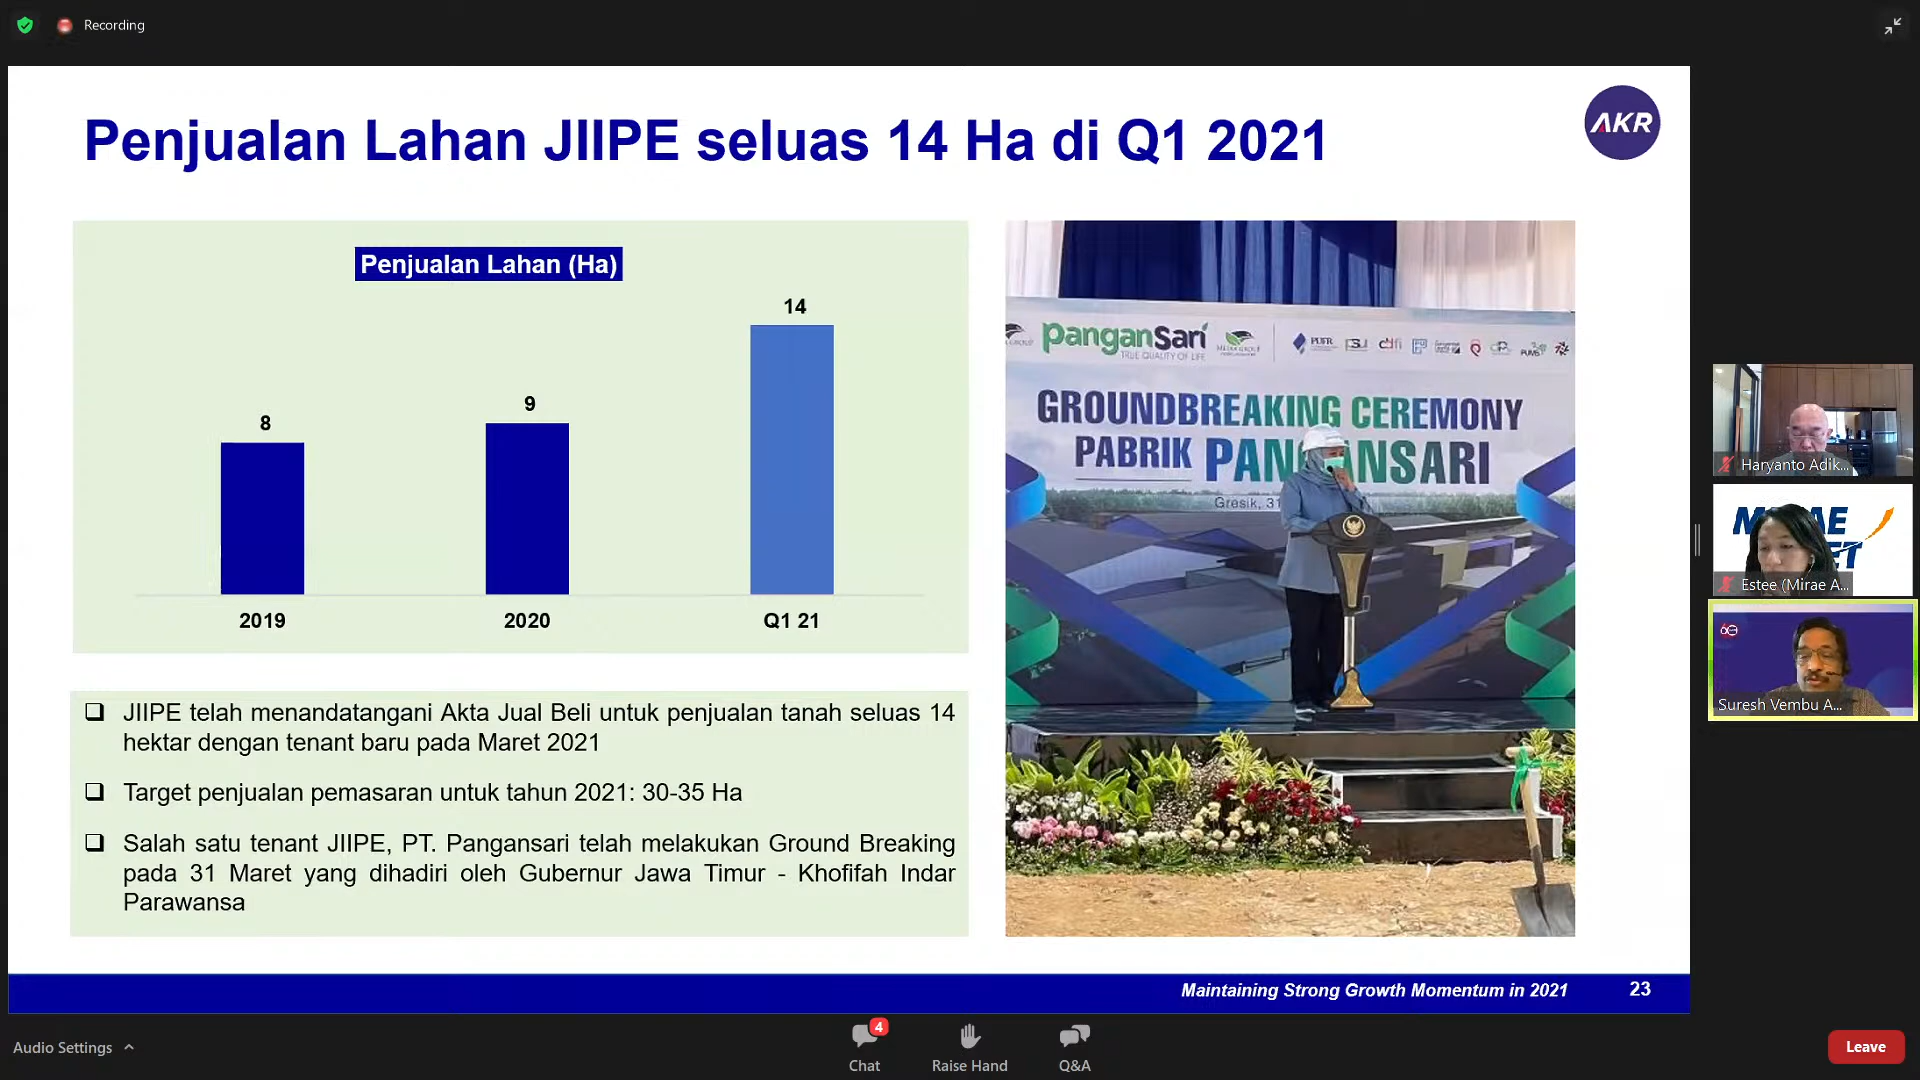 Recording
Penjualan Lahan JIIPE seluas 14 Ha di Q1 2021
AKR
Penjualan Lahan (Ha)
8
9
14
2019
2020
Q1 21
JIIPE telah menandatangani Akta Jual Beli untuk penjualan tanah seluas 14
hektar dengan tenant baru pada Maret 2021
Target penjualan pemasaran untuk tahun 2021: 30-35 Ha
Salah satu tenant JIIPE, PT. Pangansari telah melakukan Ground Breaking
pada 31 Maret yang dihadiri oleh Gubernur Jawa Timur - Khofifah Indar
Parawansa
panganSari
TRUE QUALITY OF LIFE
PUPR
GROUNDBREAKING CEREMONY
PABRIK
Gresik, 31
Haryanto Adik...
Estee (Mirae A...
Suresh Vembu A...
Maintaining Strong Growth Momentum in 2021
23
Audio Settings
4
Chat
Raise Hand
Q&A
Leave